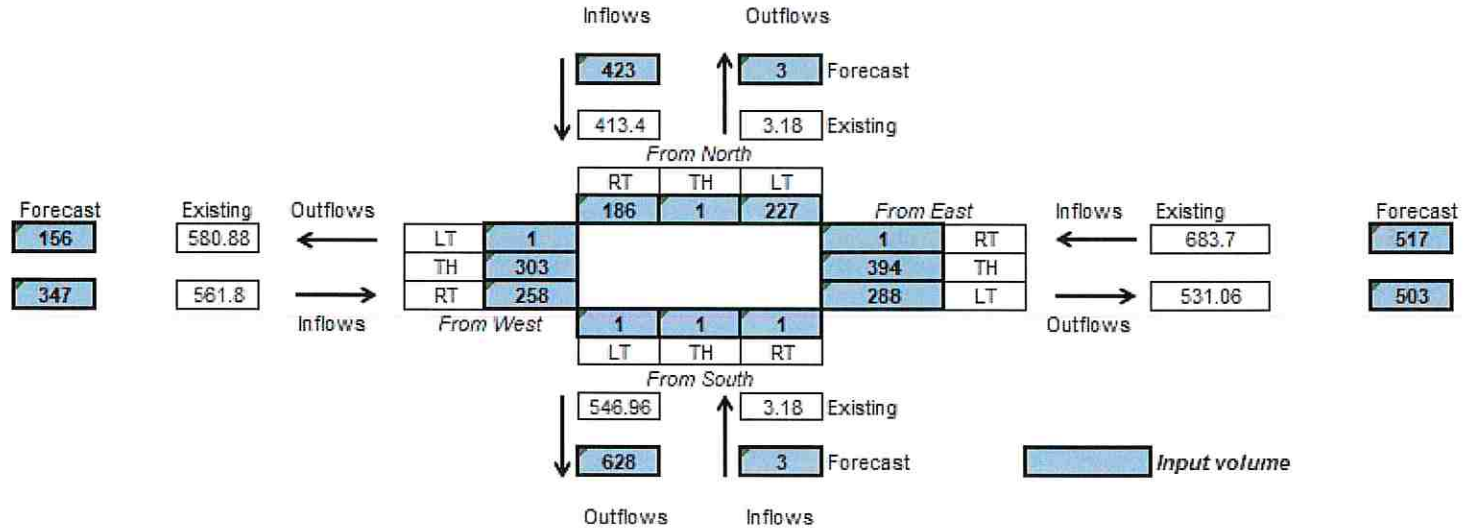 Inflows Outflows
423 3 Forecast
413.4 3.18 Existing
From North
RT TH LT
Forecast Existing Outflows 186 1 227 From East Inflows Existing Forecast
156 580.88 LT 1 1 RT 683.7 517
TH 303 394 TH
347 561.8 RT 258 288 LT 531.06 503
Inflows From West 1 1 1 Outflows
LT TH RT
From South
546.96 3.18 Existing
628 3 Forecast Input volume
Outflows Inflows